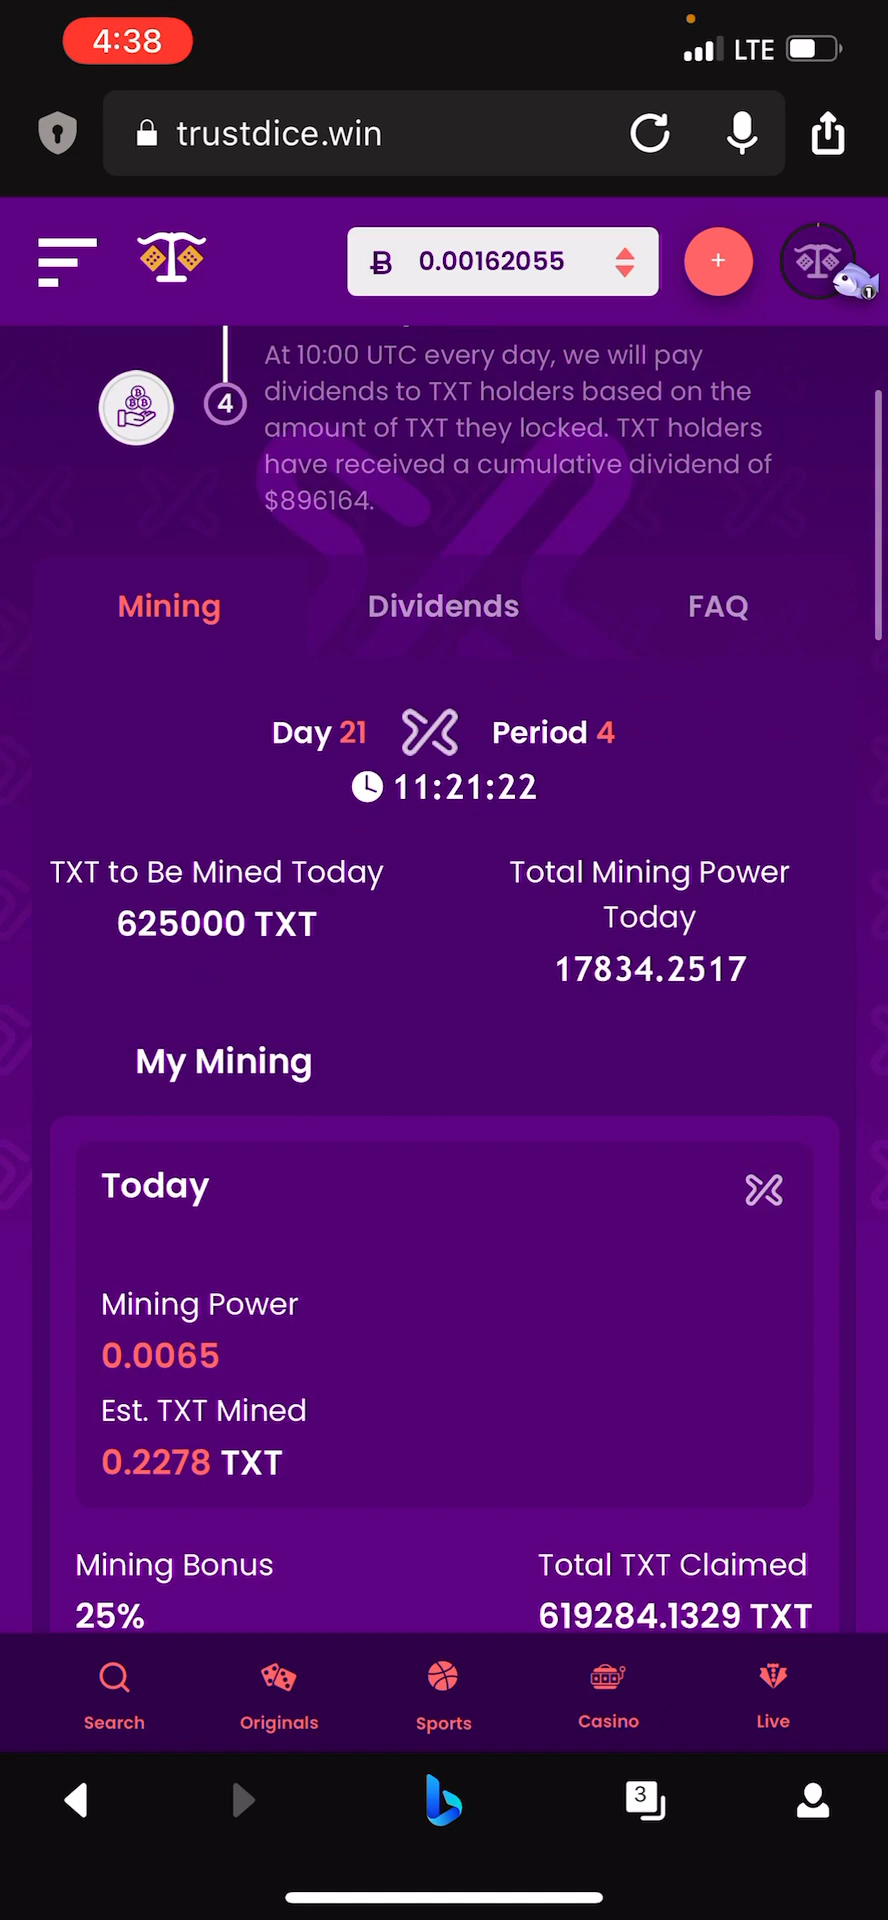 4:38
LTE
trustdice.win
0.00162055
+
1
4
At 10:00 UTC every day, we will pay
dividends to TXT holders based on the
amount of TXT they locked. TXT holders
have received a cumulative dividend of
$896164.
Mining Dividends FAQ
Day 21 Period 4
11:21:22
TXT to Be Mined Today
625000 TXT
Total Mining Power
Today
17834.2517
My Mining
Today
Mining Power
0.0065
Est. TXT Mined
0.2278 TXT
Mining Bonus
25%
Total TXT Claimed
619284.1329 TXT
Search Originals Sports Casino Live
3